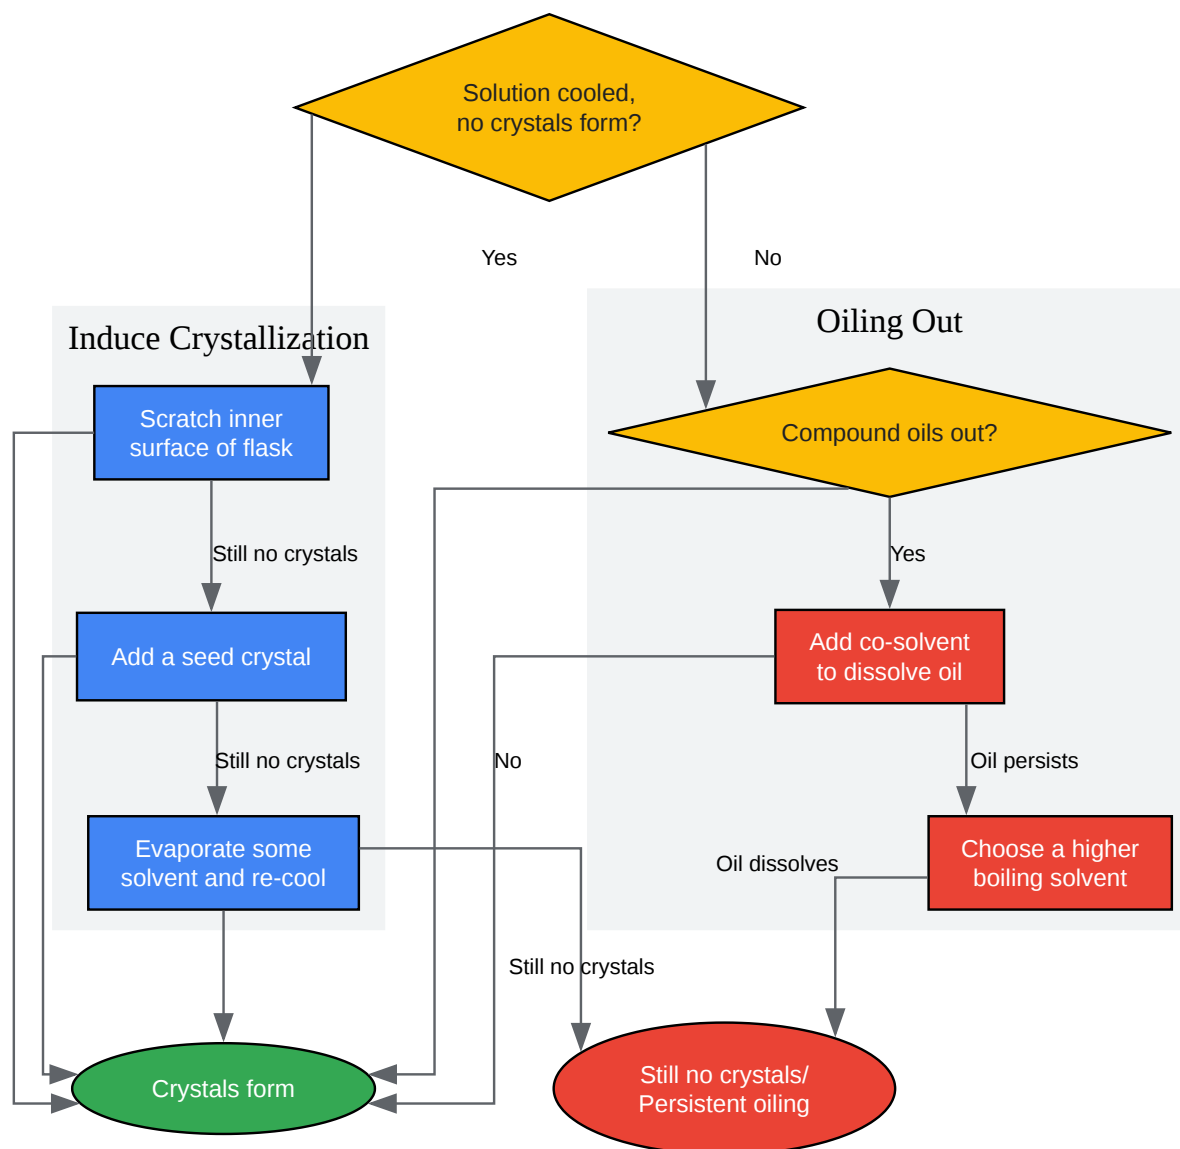 Solution cooled,
no crystals form?
Yes
No
Induce Crystallization
Oiling Out
Scratch inner
surface of flask
Compound oils out?
Still no crystals
Yes
Add a seed crystal
Add co-solvent
to dissolve oil
Still no crystals
No
Oil persists
Evaporate some
solvent and re-cool
Oil dissolves
Choose a higher
boiling solvent
Still no crystals
Crystals form
Still no crystals/
Persistent oiling